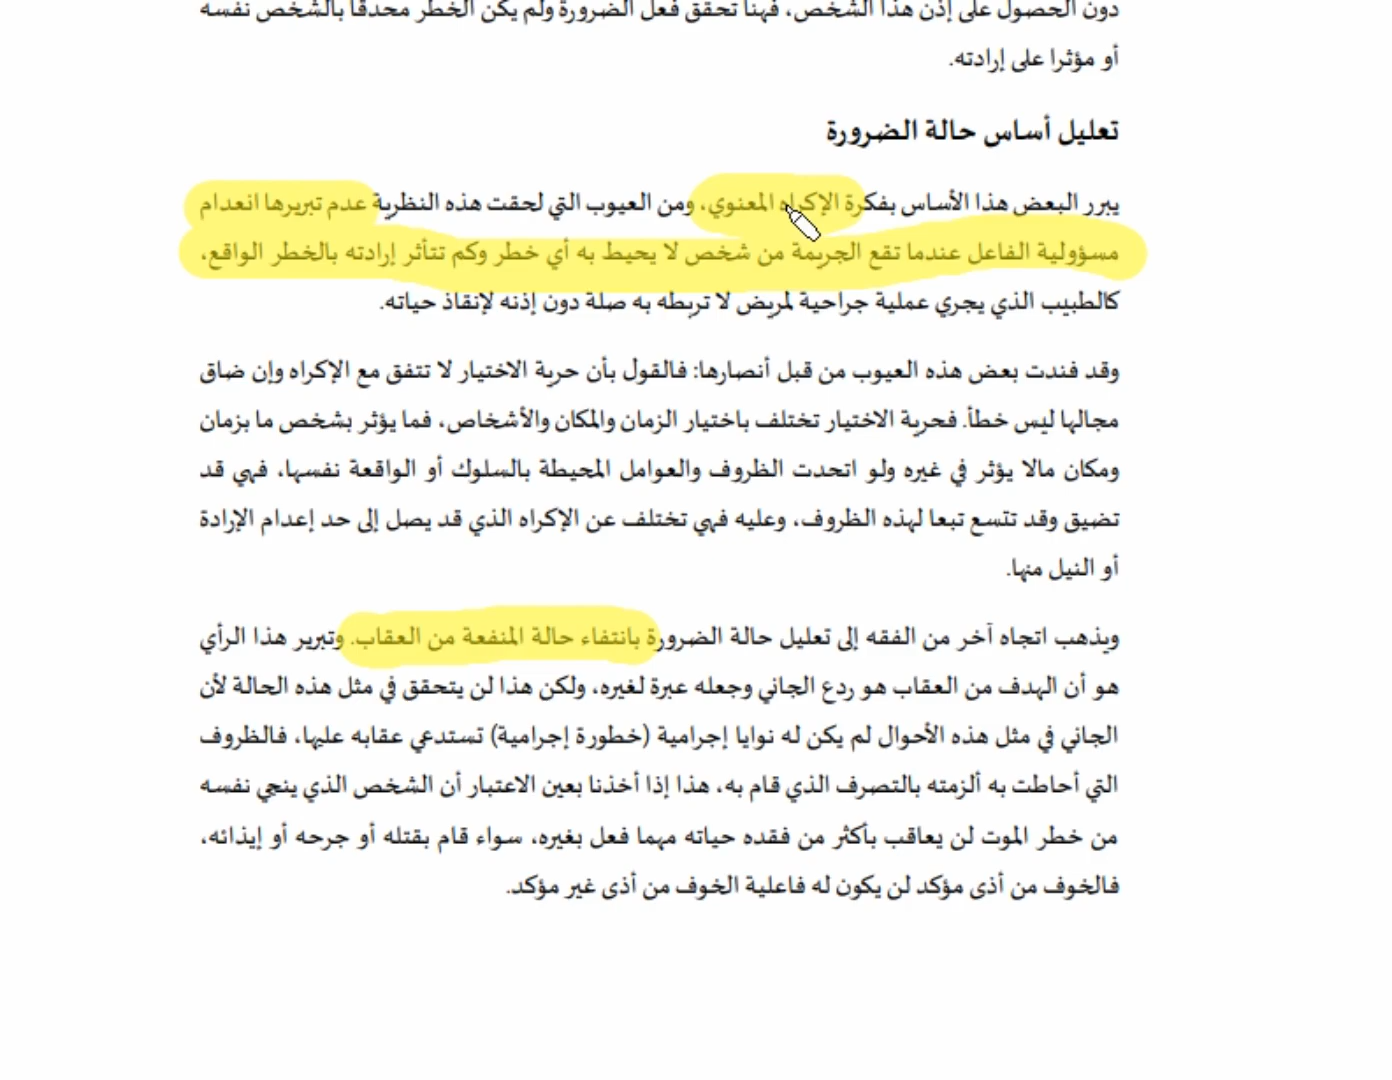 دون الحصول على إذن هذا الشخص، فهنا تحقق فعل الضرورة ولم يكن الخطر محدقا بالشخص نفسه
أو مؤثرا على إرادته.
تعليل أساس حالة الضرورة
يبرر البعض هذا الأساس بفكرة الإكراه المعنوي، ومن العيوب التي لحقت هذه النظرية عدم تبريرها انعدام
مسؤولية الفاعل عندما تقع الجريمة من شخص لا يحيط به أي خطر وكم تتأثر إرادته بالخطر الواقع،
كالطبيب الذي يجري عملية جراحية لمريض لا تربطه به صلة دون إذنه لإنقاذ حياته.
وقد فندت بعض هذه العيوب من قبل أنصارها: فالقول بأن حرية الاختيار لا تتفق مع الإكراه وإن ضاق
مجالها ليس خطأ. فحرية الاختيار تختلف باختيار الزمان والمكان والأشخاص، فما يؤثر بشخص ما بزمان
ومكان مالا يؤثر في غيره ولو اتحدت الظروف والعوامل المحيطة بالسلوك أو الواقعة نفسها، فهي قد
تضيق وقد تتسع تبعا لهذه الظروف، وعليه فهي تختلف عن الإكراه الذي قد يصل إلى حد إعدام الإرادة
أو النيل منها.
ويذهب اتجاه آخر من الفقه إلى تعليل حالة الضرورة بانتفاء حالة المنفعة من العقاب. وتبرير هذا الرأي
هو أن الهدف من العقاب هو ردع الجاني وجعله عبرة لغيره، ولكن هذا لن يتحقق في مثل هذه الحالة لأن
الجاني في مثل هذه الأحوال لم يكن له نوايا إجرامية (خطورة إجرامية) تستدعي عقابه عليها، فالظروف
التي أحاطت به ألزمته بالتصرف الذي قام به، هذا إذا أخذنا بعين الاعتبار أن الشخص الذي ينجي نفسه
من خطر الموت لن يعاقب بأكثر من فقده حياته مهما فعل بغيره، سواء قام بقتله أو جرحه أو إيذائه،
فالخوف من أذى مؤكد لن يكون له فاعلية الخوف من أذى غير مؤكد.